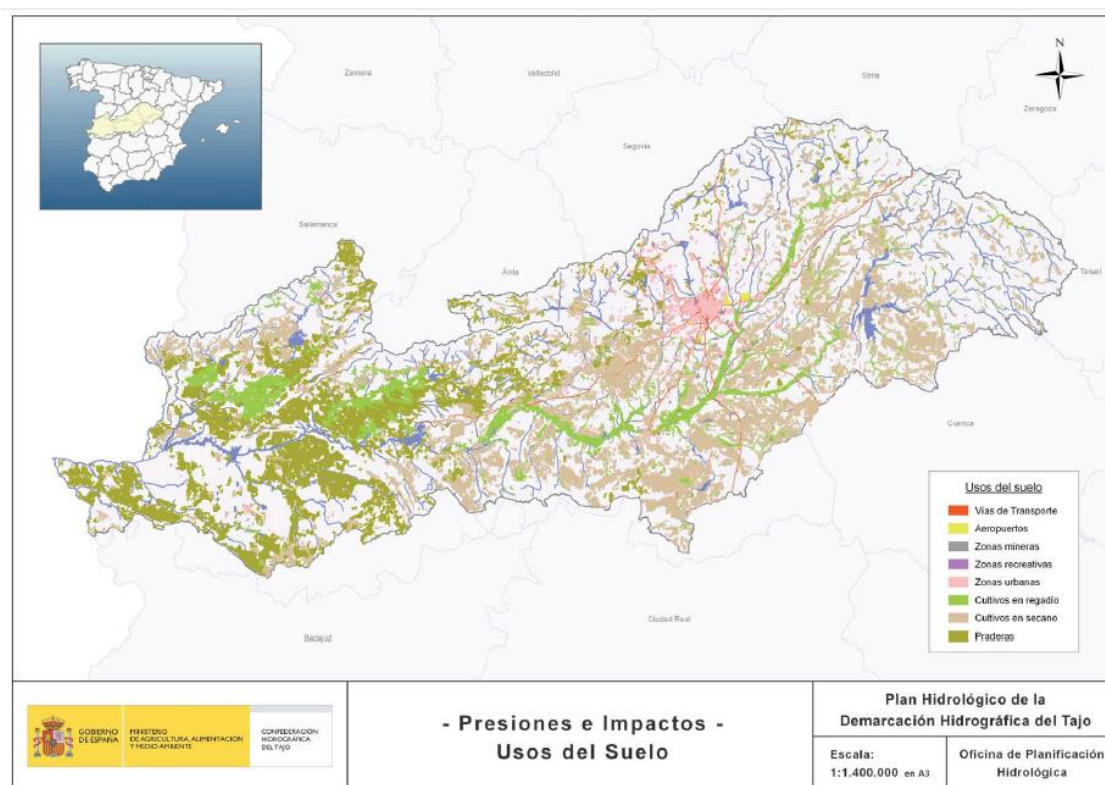 Zamora
Valladolid
Soria
N
Zaragoza
Segovia
Salamanca
Ávila
Teruel
Cuenca
Ciudad Real
Badajoz
Usos del suelo
Vías de Transporte
Aeropuertos
Zonas mineras
Zonas recreativas
Zonas urbanas
Cultivos en regadío
Cultivos en secano
Praderas
GOBIERNO
DE ESPAÑA
MINISTERIO
DE AGRICULTURA, ALIMENTACIÓN
Y MEDIO AMBIENTE
CONFEDERACIÓN
HIDROGRÁFICA
DEL TAJO
- Presiones e Impactos -
Usos del Suelo
Plan Hidrológico de la
Demarcación Hidrográfica del Tajo
Escala:
1:1.400.000 en A3
Oficina de Planificación
Hidrológica